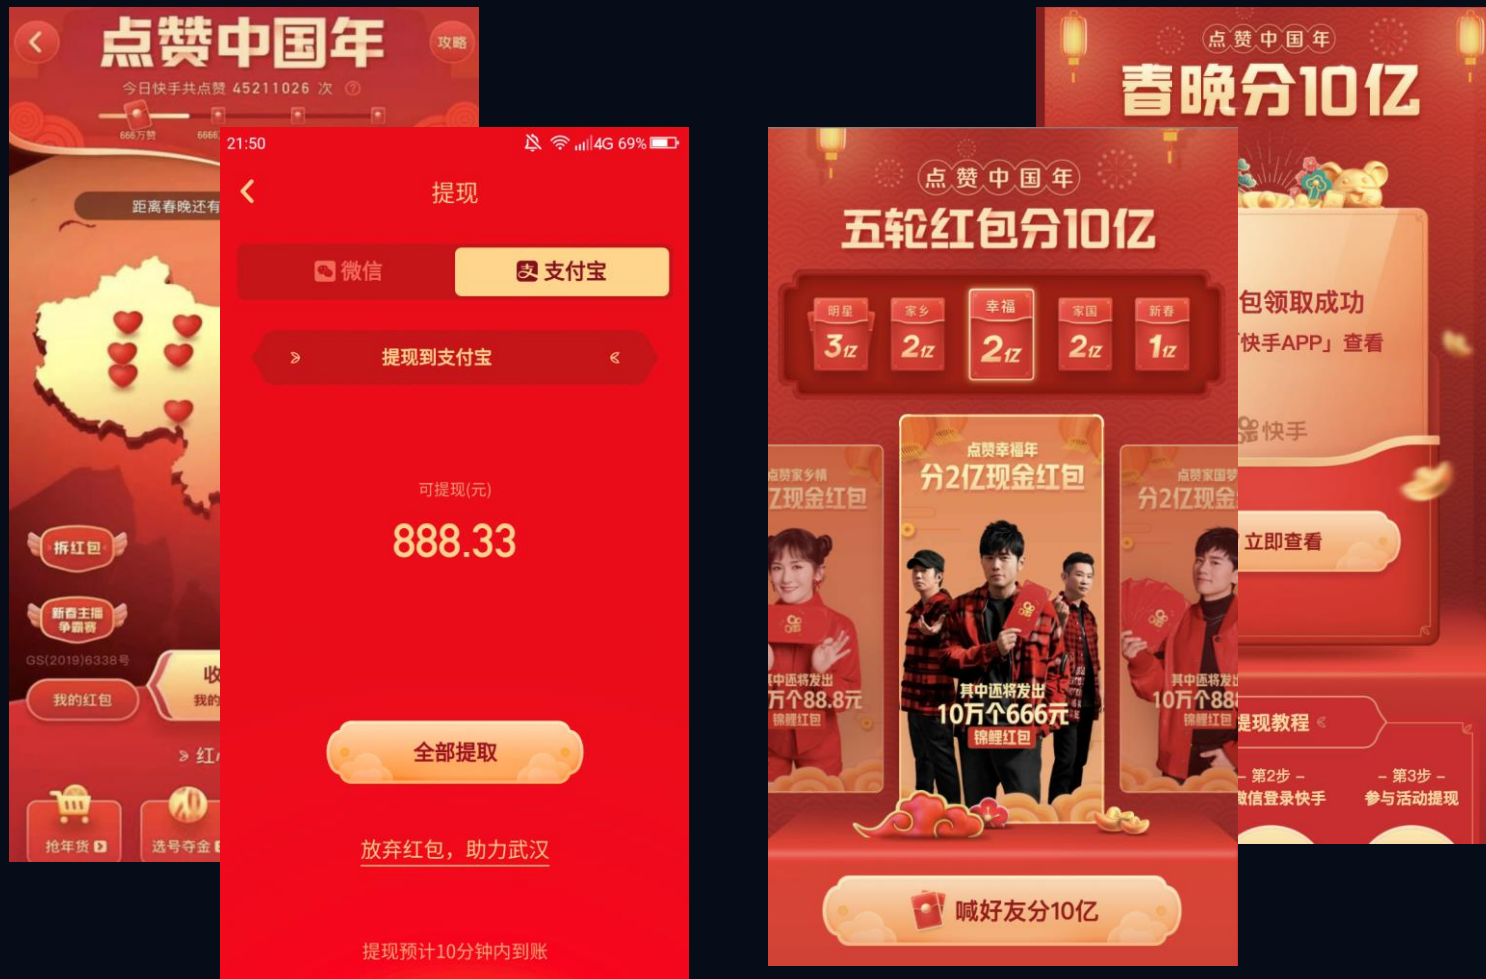 点赞中国年
攻略
今日快手共点赞 45211026 次
666万赞
6666
距离春晚还有
拆红包
新春主播
争霸赛
GS(2019)6338号
我的红包
收
我的
红
抢年货
选号夺金
21:50
4G 69%
提现
微信
支付宝
提现到支付宝
可提现(元)
888.33
全部提取
放弃红包，助力武汉
提现预计10分钟内到账
点赞中国年
五轮红包分10亿
明星
3亿
家乡
2亿
幸福
2亿
家国
2亿
新春
1亿
点赞家乡情
亿现金红包
其中还将发出
万个88.8元
锦鲤红包
点赞幸福年
分2亿现金红包
其中还将发出
10万个666元
锦鲤红包
点赞家国梦
分2亿现金
其中还将发出
10万个888
锦鲤红包
喊好友分10亿
点赞中国年
春晚分10亿
包领取成功
「快手APP」查看
快手
立即查看
提现教程
- 第2步 -
微信登录快手
- 第3步 -
参与活动提现